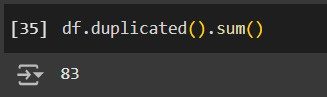 [35] df.duplicated().sum()
83